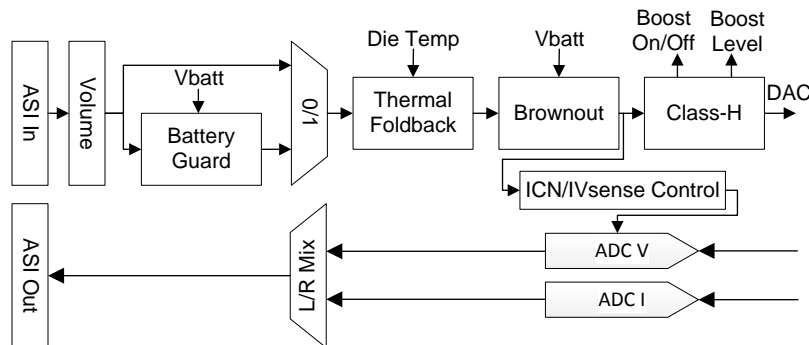 Boost
On/Off
Boost
Level
Die Temp
Vbatt
ASI In
Volume
Vbatt
Battery
Guard
0/1
Thermal
Foldback
Brownout
Class-H
DAC
ICN/IVsense Control
ASI Out
L/R Mix
ADC V
ADC I